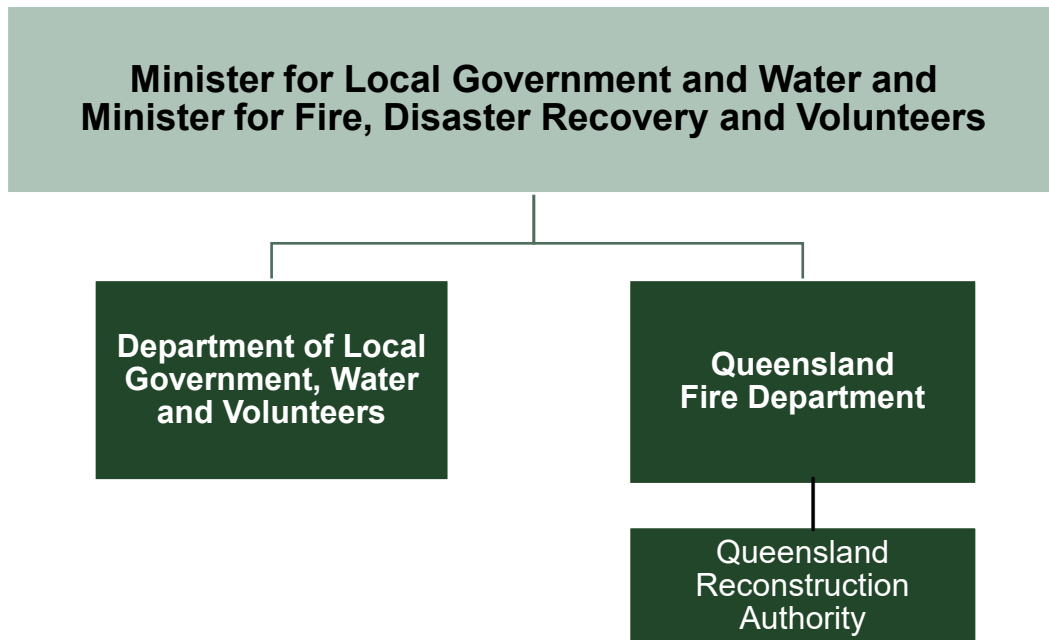 Minister for Local Government and Water and
Minister for Fire, Disaster Recovery and Volunteers
Department of Local
Government, Water
and Volunteers
Queensland
Fire Department
Queensland
Reconstruction
Authority